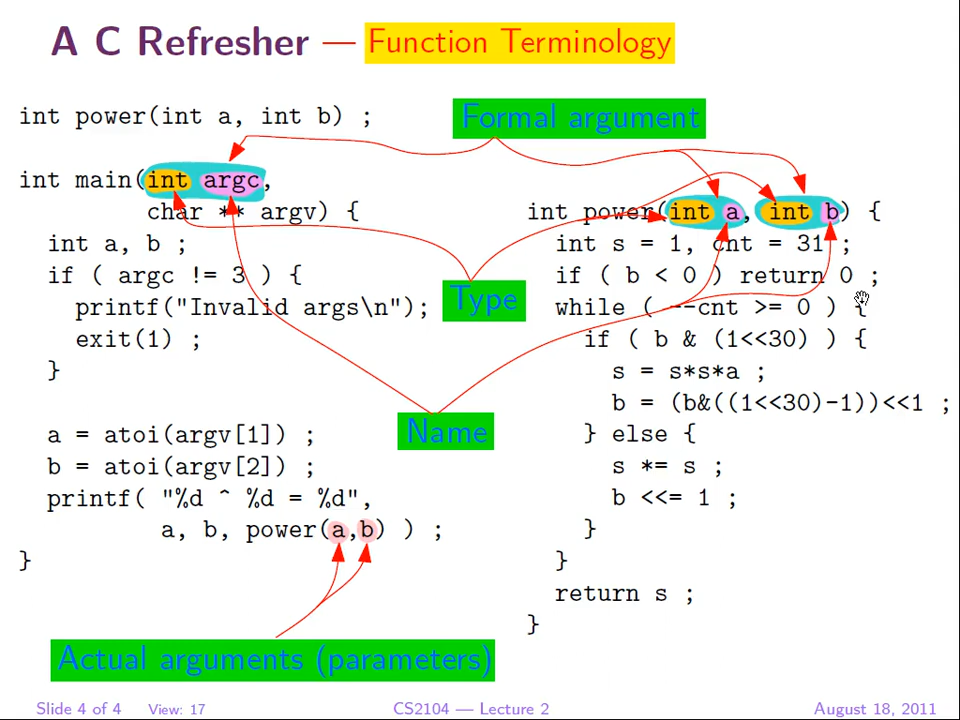 A C Refresher — Function Terminology
int power(int a, int b) ;
Formal argument
int main(int argc,
char ** argv) {
int a, b ;
if ( argc != 3 ) {
printf("Invalid args\n");
exit(1) ;
}
a = atoi(argv[1]) ;
b = atoi(argv[2]) ;
printf( "%d ^ %d = %d",
a, b, power(a,b) ) ;
}
Type
Name
Actual arguments (parameters)
int power(int a, int b) {
int s = 1, cnt = 31 ;
if ( b < 0 ) return 0 ;
while ( --cnt >= 0 ) {
if ( b & (1<<30) ) {
s = s*s*a ;
b = (b&((1<<30)-1))<<1 ;
} else {
s *= s ;
b <<= 1 ;
}
}
return s ;
}
Slide 4 of 4 View: 17 CS2104 — Lecture 2 August 18, 2011